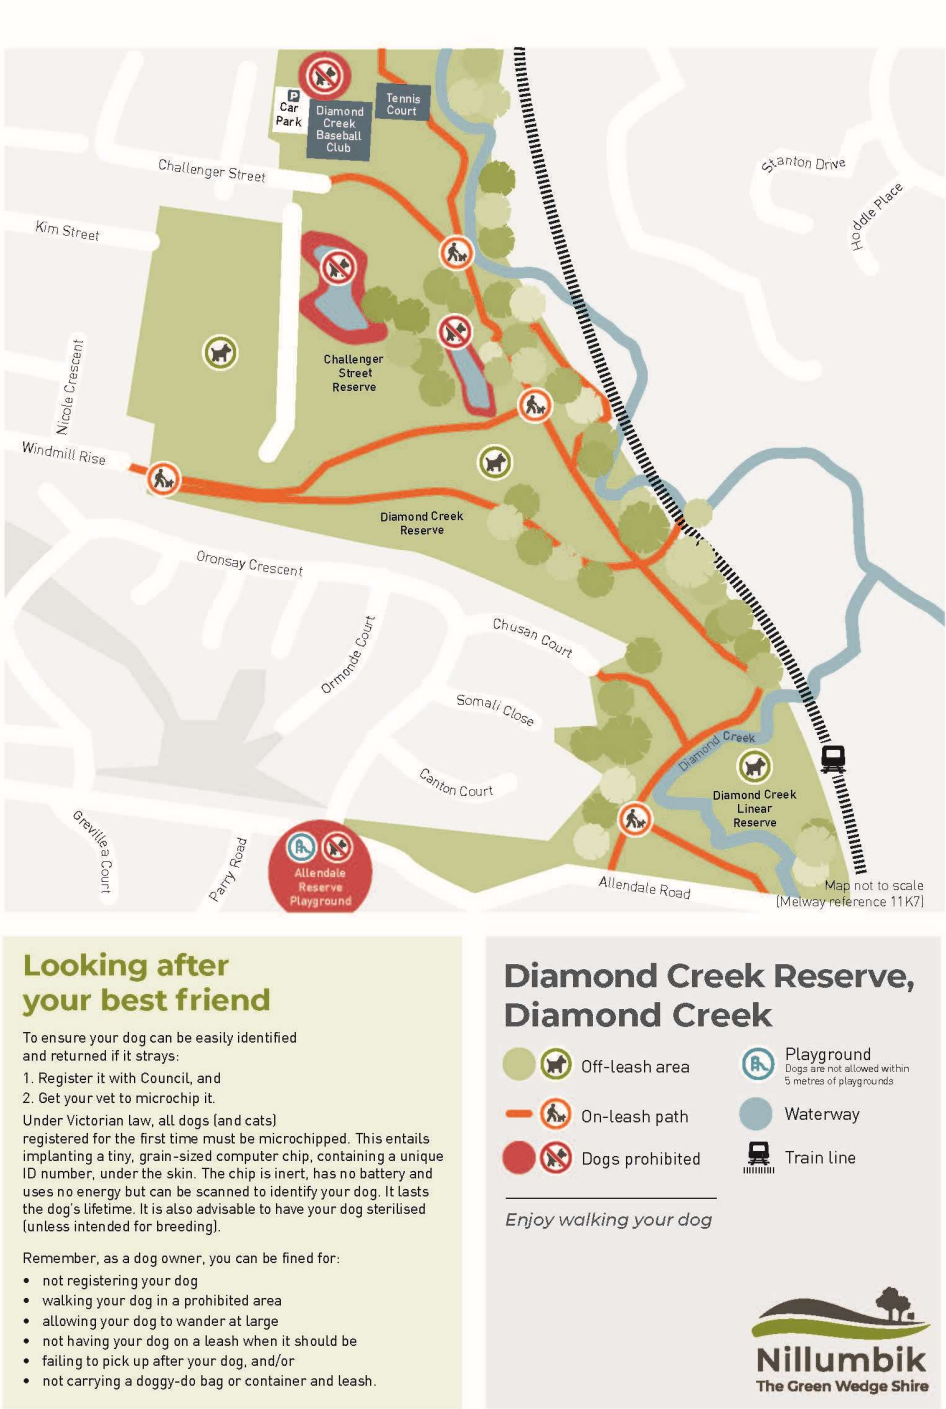 P
Car
Park
Diamond
Creek
Baseball
Club
Tennis
Court
Challenger Street
Stanton Drive
Hoddle Place
Kim Street
Nicole Crescent
Challenger
Street
Reserve
Windmill Rise
Diamond Creek
Reserve
Oronsay Crescent
Ormonde Court
Chusan Court
Somali Close
Canton Court
Diamond Creek
Diamond Creek
Linear
Reserve
Grevillea Court
Parry Road
Allendale
Reserve
Playground
Allendale Road
Map not to scale
(Melway reference 11K7)
Looking after
your best friend
To ensure your dog can be easily identified
and returned if it strays:
1. Register it with Council, and
2. Get your vet to microchip it.
Under Victorian law, all dogs (and cats)
registered for the first time must be microchipped. This entails
implanting a tiny, grain-sized computer chip, containing a unique
ID number, under the skin. The chip is inert, has no battery and
uses no energy but can be scanned to identify your dog. It lasts
the dog's lifetime. It is also advisable to have your dog sterilised
(unless intended for breeding).
Remember, as a dog owner, you can be fined for:
• not registering your dog
• walking your dog in a prohibited area
• allowing your dog to wander at large
• not having your dog on a leash when it should be
• failing to pick up after your dog, and/or
• not carrying a doggy-do bag or container and leash.
Diamond Creek Reserve,
Diamond Creek
Off-leash area
On-leash path
Dogs prohibited
Playground
Dogs are not allowed within
5 metres of playgrounds
Waterway
Train line
Enjoy walking your dog
Nillumbik
The Green Wedge Shire